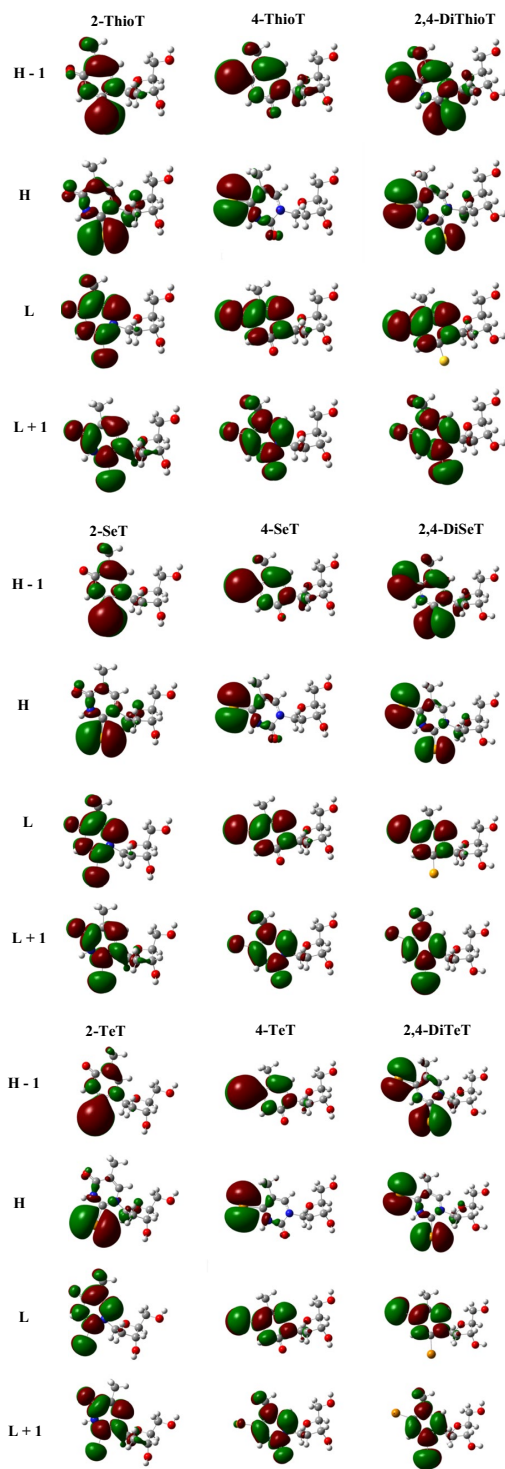 2-ThioT 4-ThioT 2,4-DiThioT
H - 1
H
L
L + 1
2-SeT 4-SeT 2,4-DiSeT
H - 1
H
L
L + 1
2-TeT 4-TeT 2,4-DiTeT
H - 1
H
L
L + 1